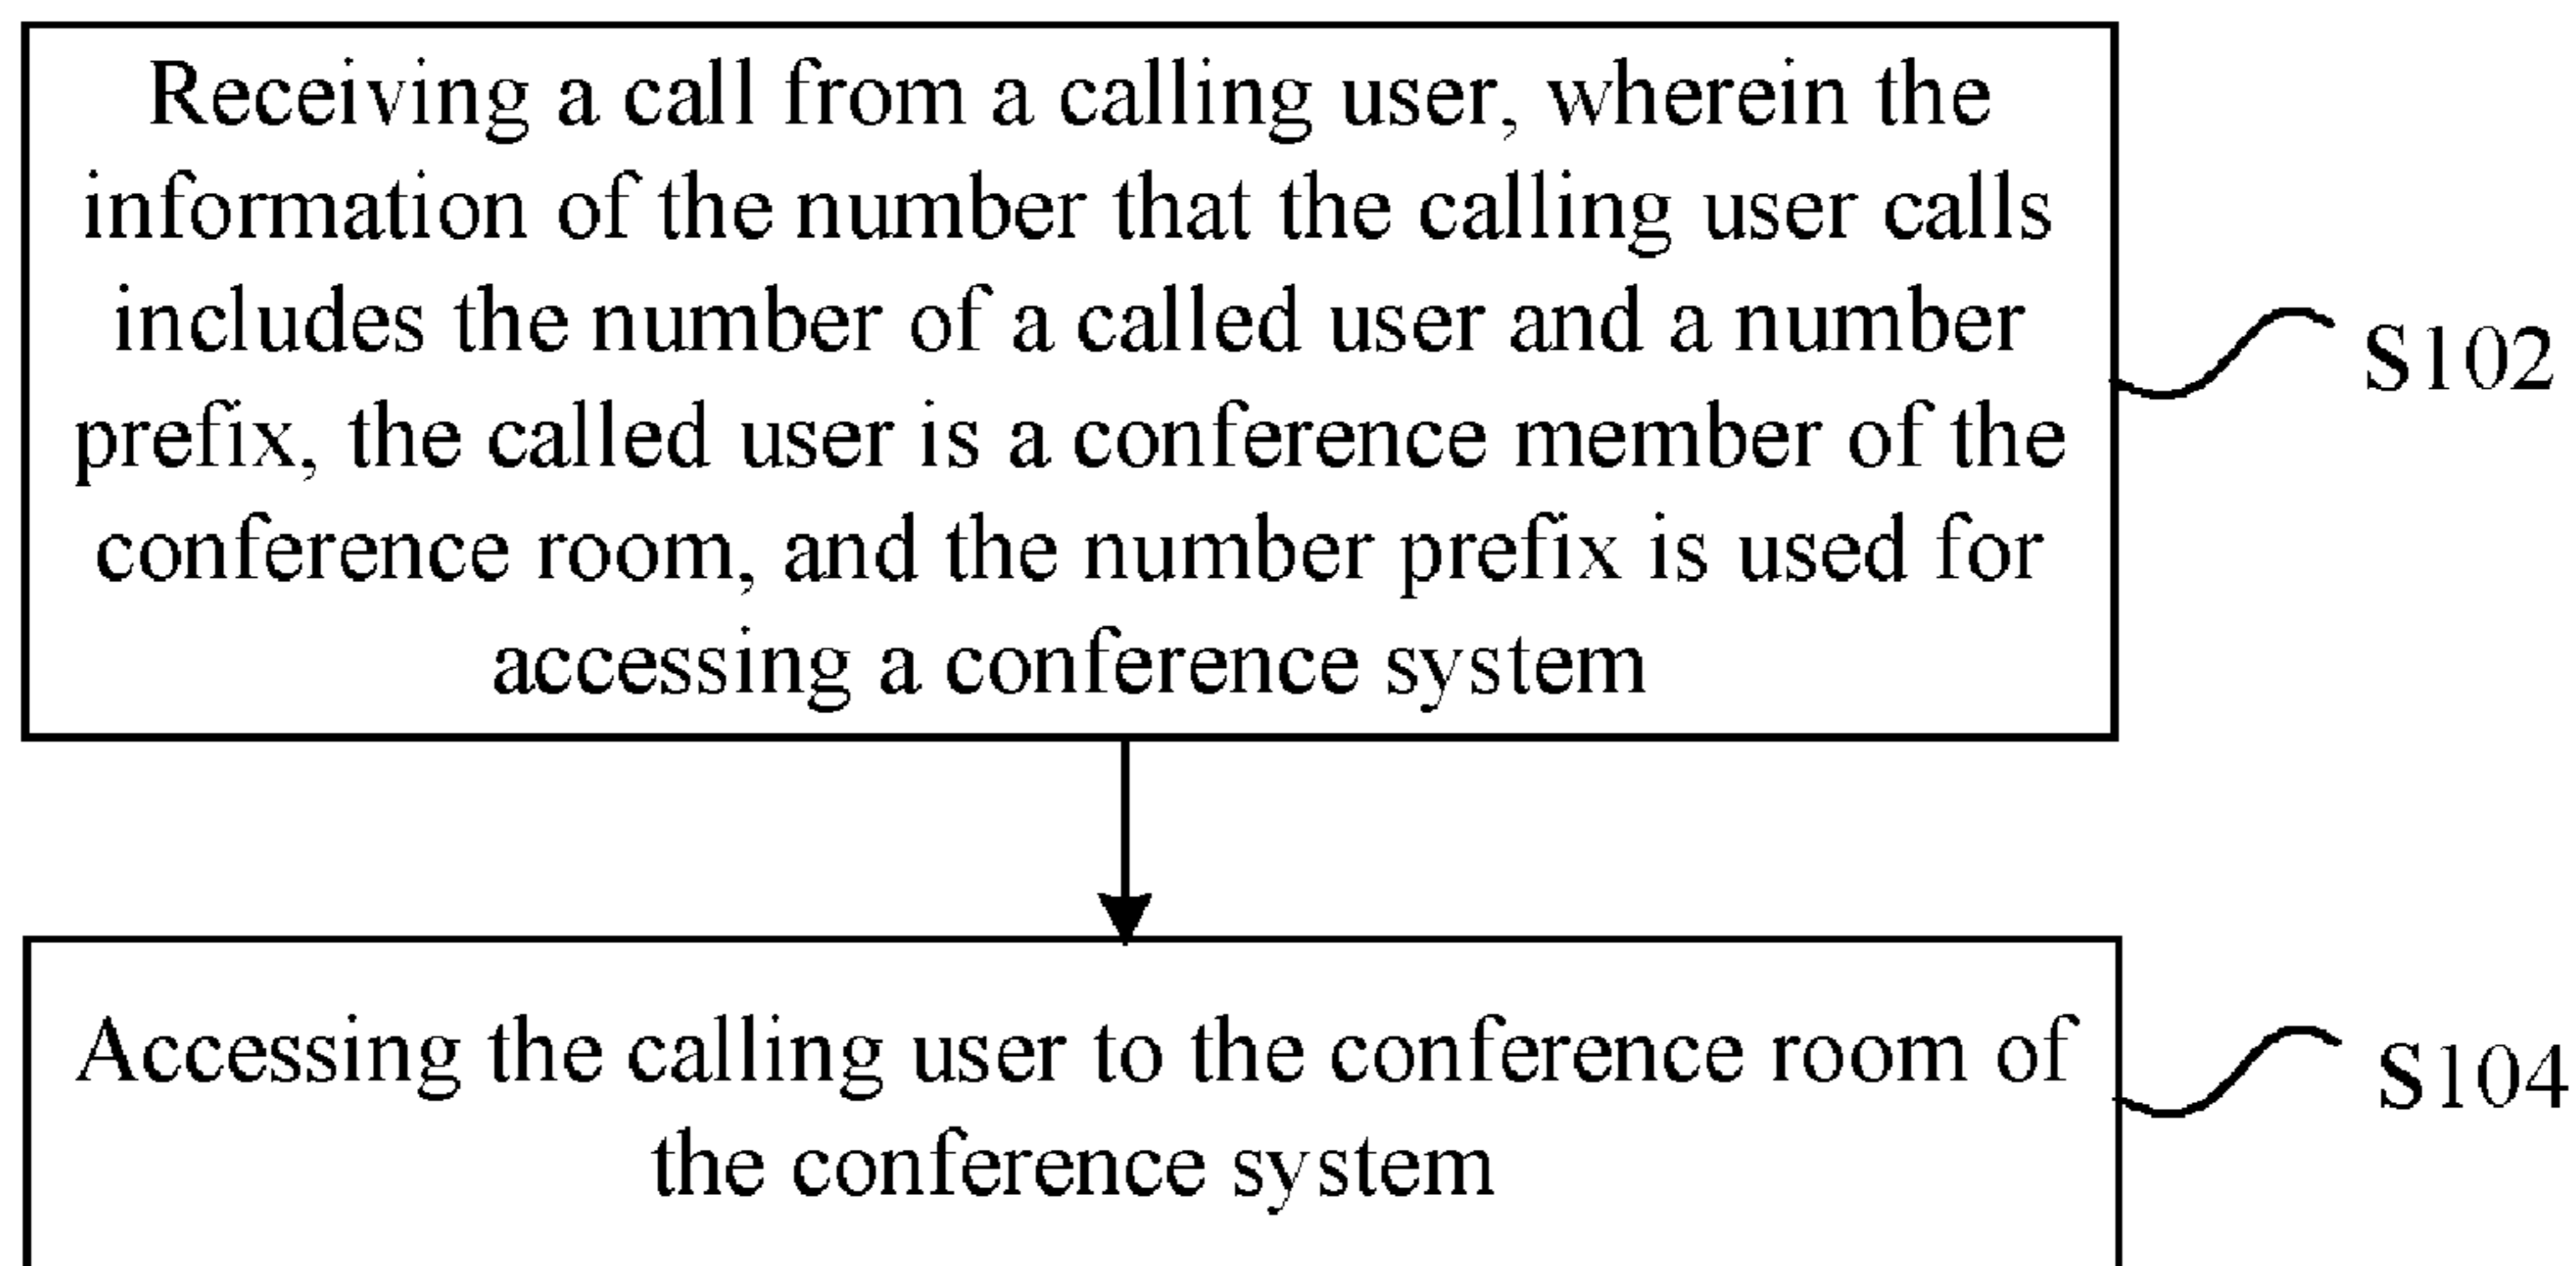 Receiving a call from a calling user, wherein the
information of the number that the calling user calls
includes the number of a called user and a number
prefix, the called user is a conference member of the
conference room, and the number prefix is used for
accessing a conference system
S102
Accessing the calling user to the conference room of
the conference system
S104